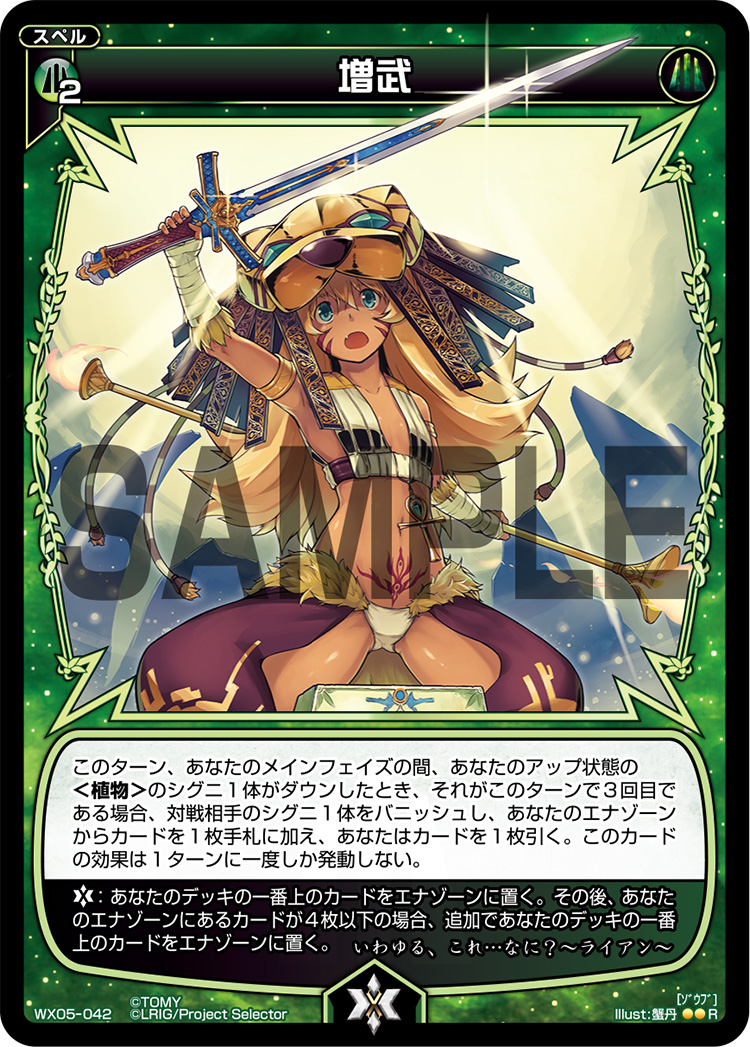 スペル
2
増武
SAMPLE
このターン、あなたのメインフェイズの間、あなたのアップ状態の
＜植物＞のシグニ１体がダウンしたとき、それがこのターンで３回目で
ある場合、対戦相手のシグニ１体をバニッシュし、あなたのエナゾーン
からカードを１枚手札に加え、あなたはカードを１枚引く。このカード
の効果は１ターンに一度しか発動しない。
：あなたのデッキの一番上のカードをエナゾーンに置く。その後、あなた
のエナゾーンにあるカードが４枚以下の場合、追加であなたのデッキの一番
上のカードをエナゾーンに置く。 いわゆる、これ…なに？～ライアン～
[ｿﾞｳﾌﾞ]
©TOMY
WX05-042 ©LRIG/Project Selector Illust:蟹丹 R